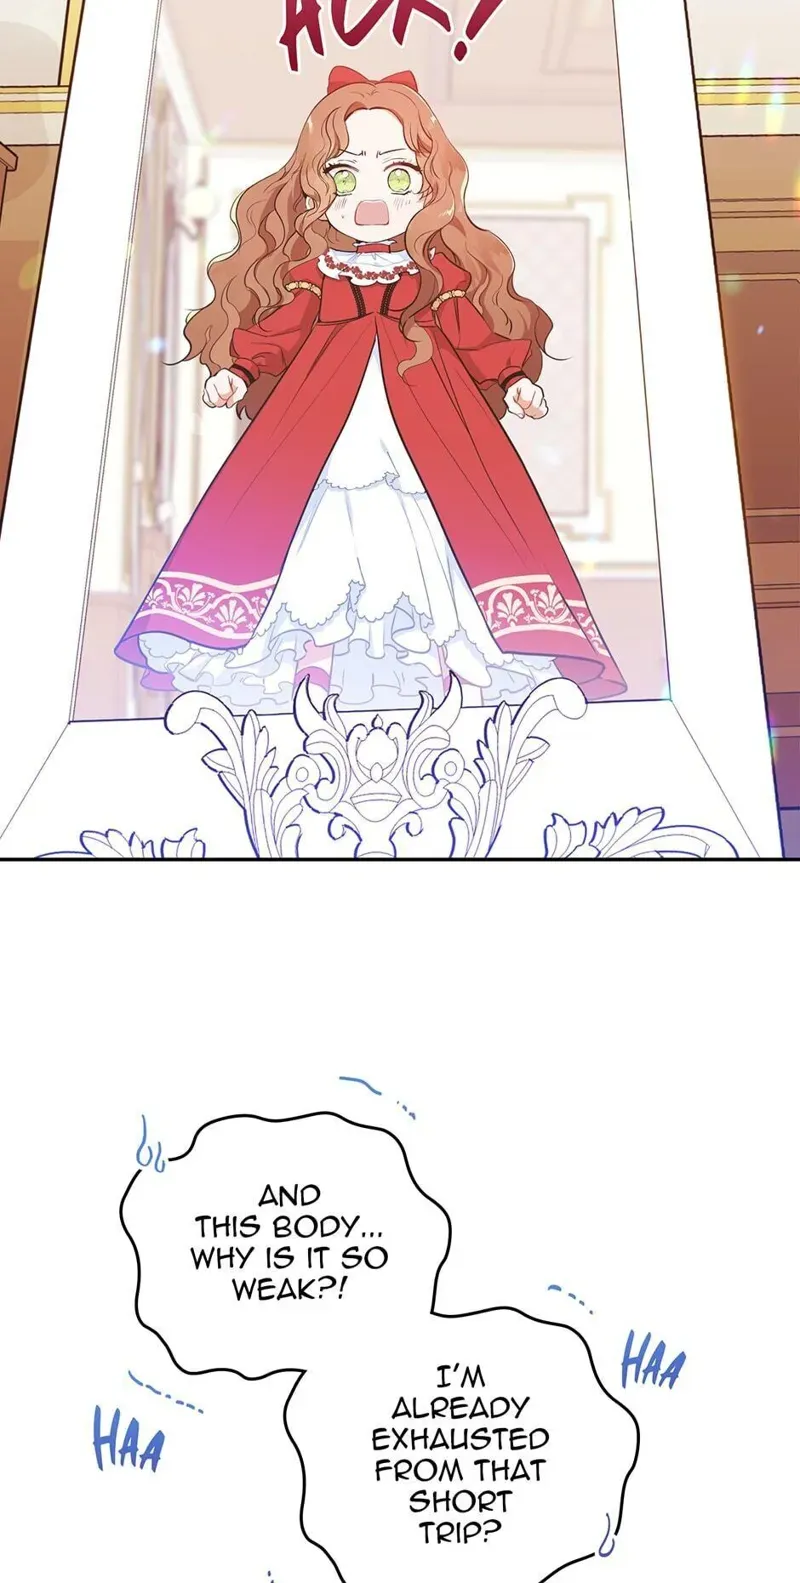 AND
THIS BODY...
WHY IS IT SO
WEAK?!
HAA
I'M
ALREADY
EXHAUSTED
FROM THAT
SHORT
TRIP?
HAA